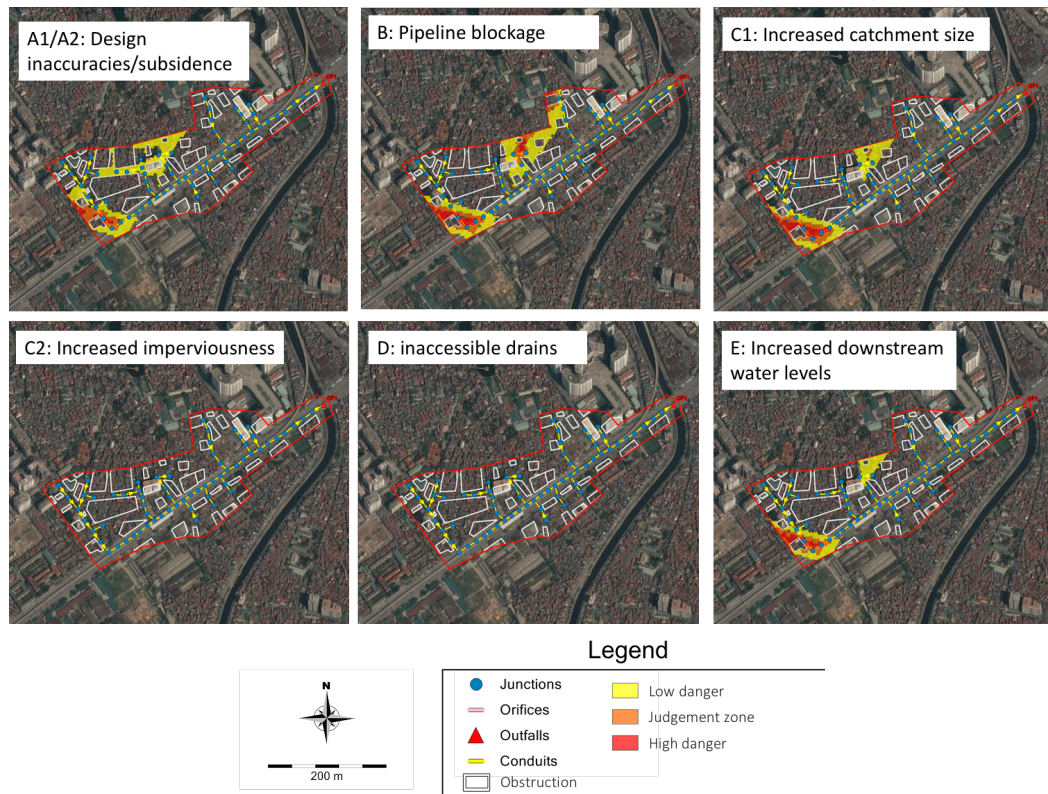 A1/A2: Design
inaccuracies/subsidence
B: Pipeline blockage
C1: Increased catchment size
C2: Increased imperviousness
D: inaccessible drains
E: Increased downstream
water levels
Legend
N
200 m
Junctions
Orifices
Outfalls
Conduits
Obstruction
Low danger
Judgement zone
High danger